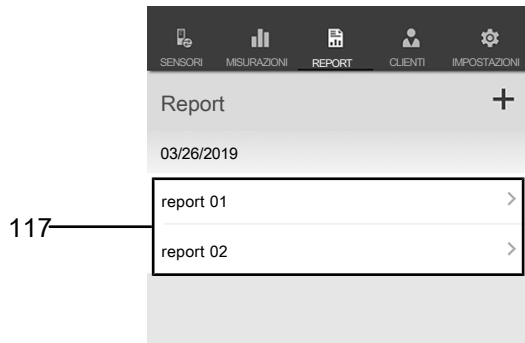 SENSORI MISURAZIONI REPORT CLIENTI IMPOSTAZIONI
Report +
03/26/2019
report 01
117
report 02